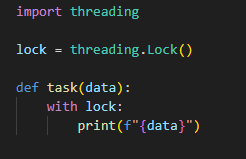 import threading
lock = threading.Lock()
def task(data):
    with lock:
        print(f"{data}")